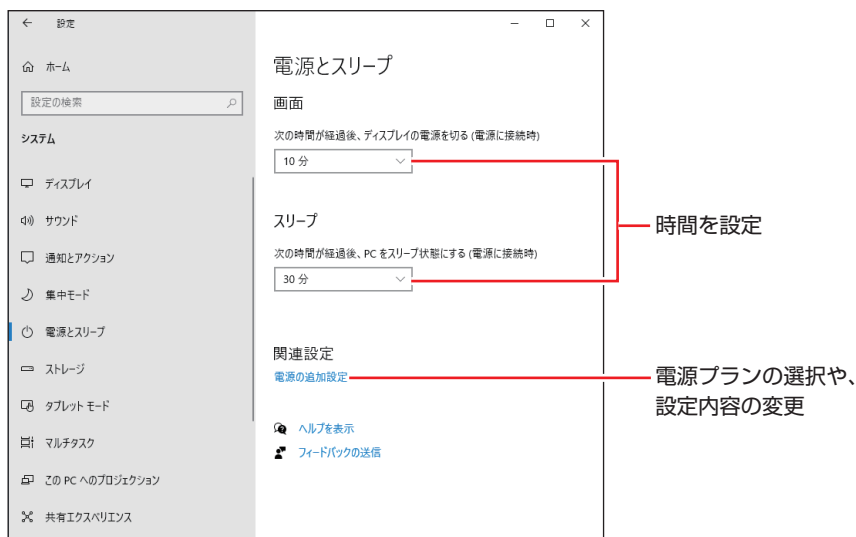 設定
ホーム
設定の検索
システム
ディスプレイ
サウンド
通知とアクション
集中モード
電源とスリープ
ストレージ
タブレット モード
マルチタスク
この PC へのプロジェクション
共有エクスペリエンス
電源とスリープ
画面
次の時間が経過後、ディスプレイの電源を切る (電源に接続時)
10 分
スリープ
次の時間が経過後、PC をスリープ状態にする (電源に接続時)
30 分
関連設定
電源の追加設定
ヘルプを表示
フィードバックの送信
時間を設定
電源プランの選択や、
設定内容の変更